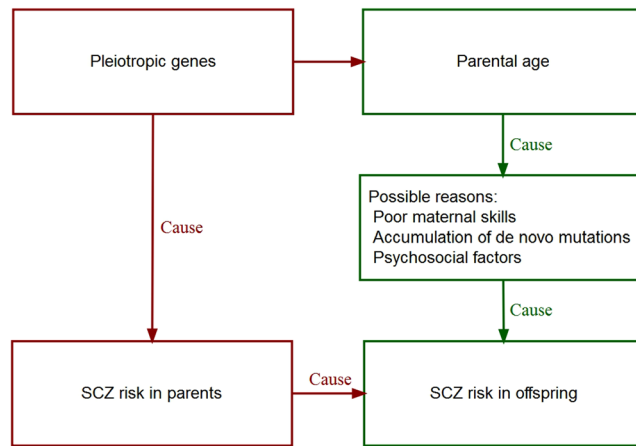 Pleiotropic genes
Parental age
Cause
Possible reasons:
Poor maternal skills
Accumulation of de novo mutations
Psychosocial factors
Cause
Cause
SCZ risk in parents
Cause
SCZ risk in offspring